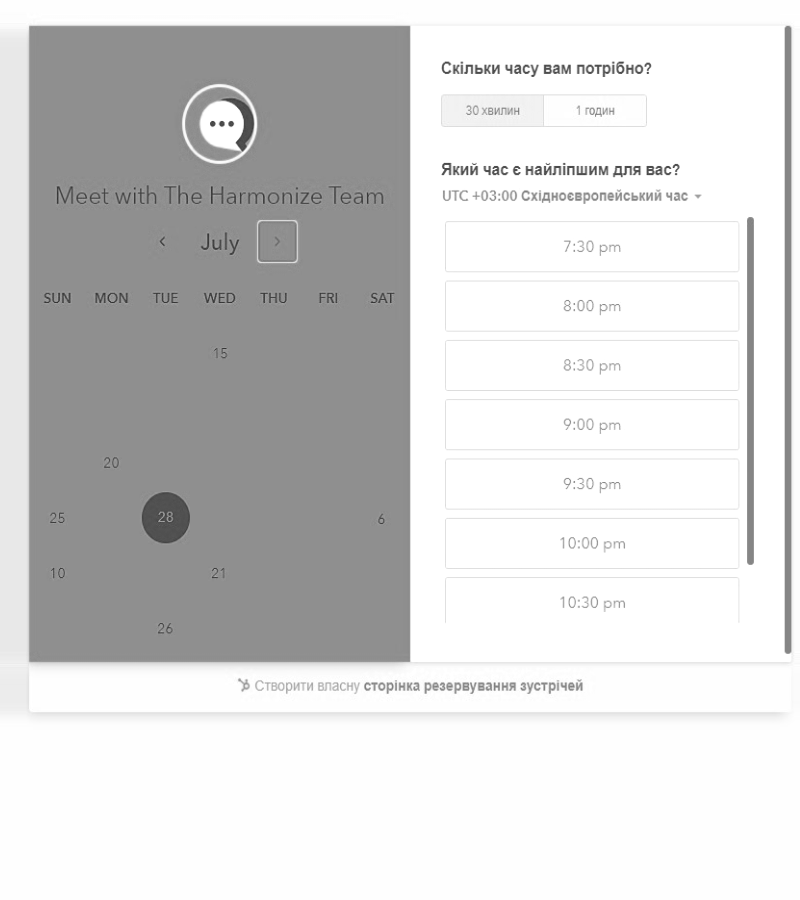 Meet with The Harmonize Team
July
SUN MON TUE WED THU FRI SAT
15
20
25 28 6
10 21
26
Скільки часу вам потрібно?
30 хвилин 1 годин
Який час є найліпшим для вас?
UTC +03:00 Східноєвропейський час
7:30 pm
8:00 pm
8:30 pm
9:00 pm
9:30 pm
10:00 pm
10:30 pm
Створити власну сторінка резервування зустрічей